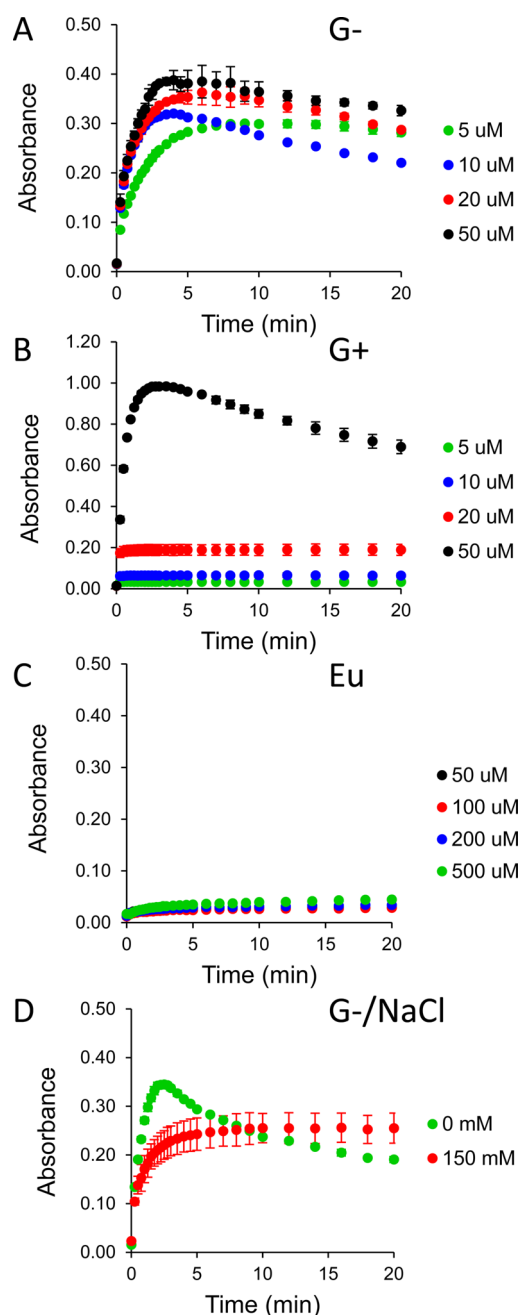 A
G-
0.50
0.40
0.30
0.20
0.10
0.00
Absorbance
0
5
10
15
20
Time (min)
5 uM
10 uM
20 uM
50 uM
B
G+
1.20
1.00
0.80
0.60
0.40
0.20
0.00
Absorbance
0
5
10
15
20
Time (min)
5 uM
10 uM
20 uM
50 uM
C
Eu
0.50
0.40
0.30
0.20
0.10
0.00
Absorbance
0
5
10
15
20
Time (min)
50 uM
100 uM
200 uM
500 uM
D
G-/NaCl
0.50
0.40
0.30
0.20
0.10
0.00
Absorbance
0
5
10
15
20
Time (min)
0 mM
150 mM